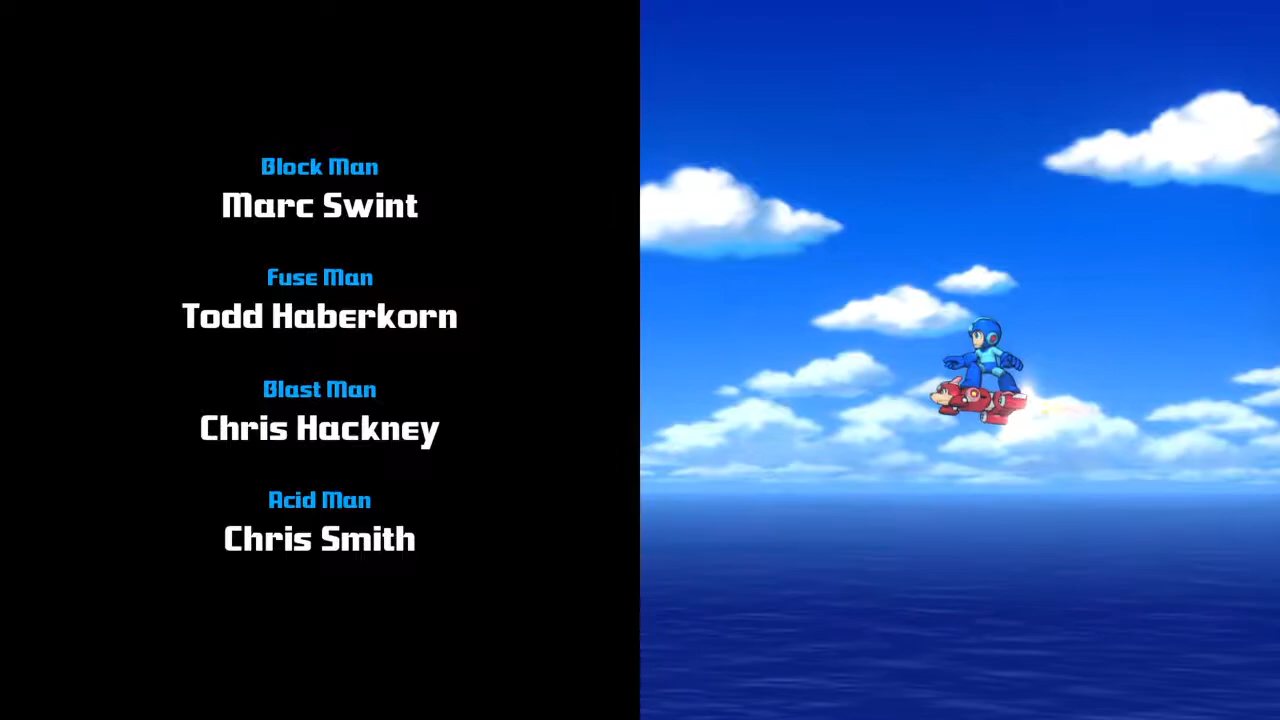 Block Man
Marc Swint
Fuse Man
Todd Haberkorn
Blast Man
Chris Hackney
Acid Man
Chris Smith